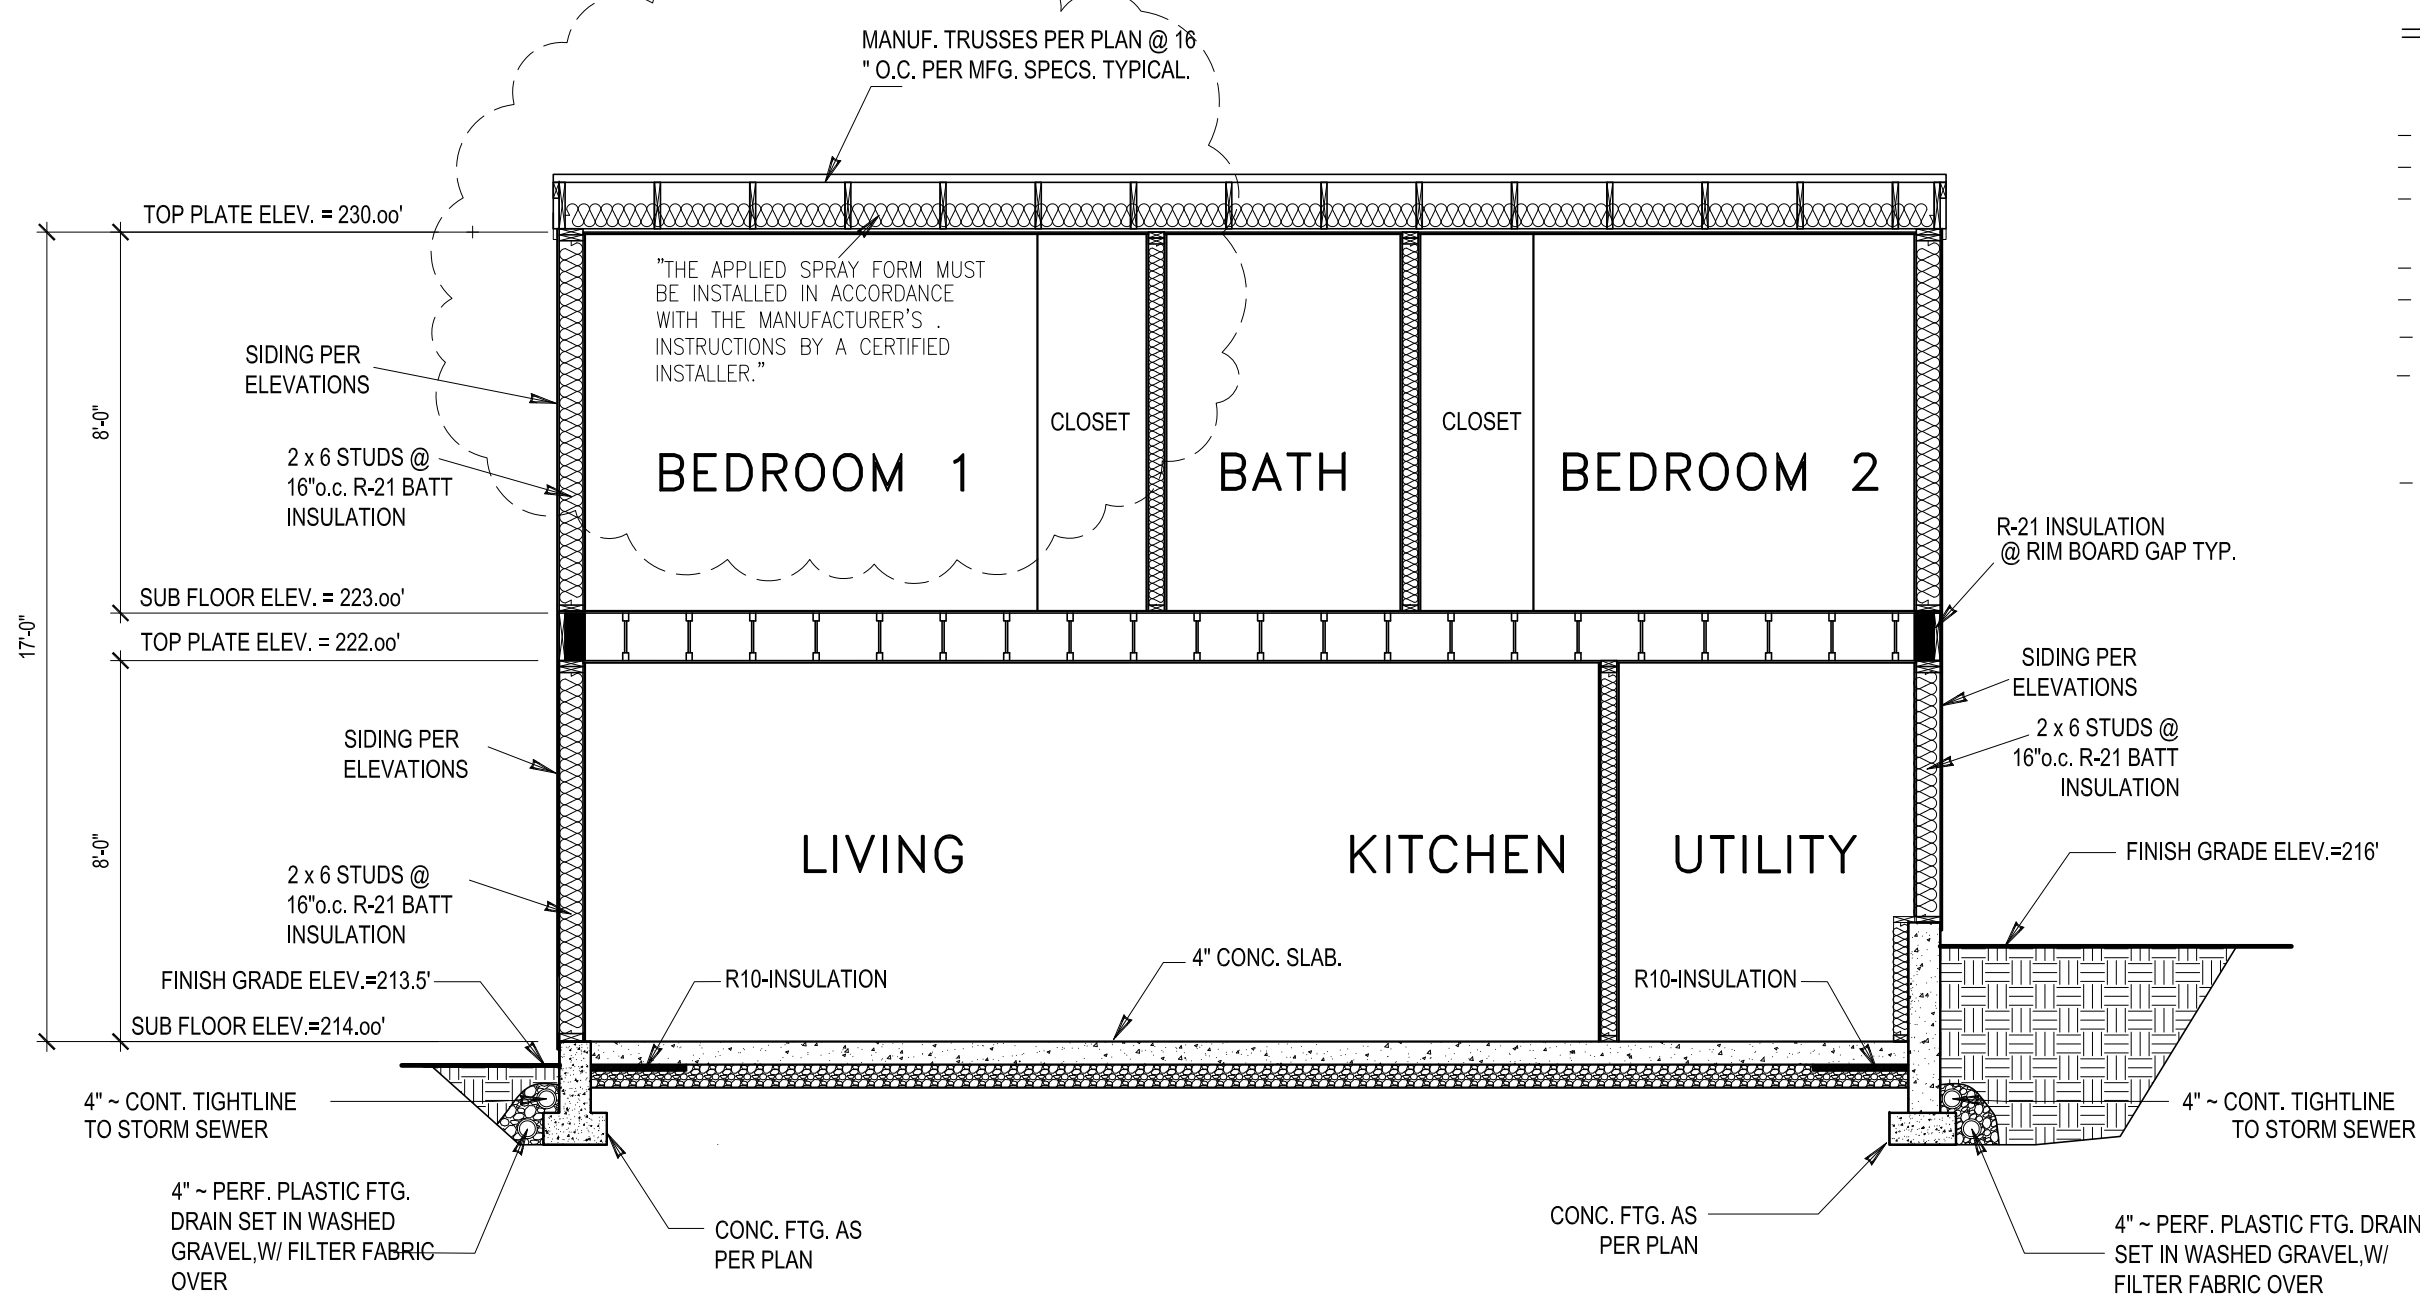 MANUF. TRUSSES PER PLAN @ 16
" O.C. PER MFG. SPECS. TYPICAL.
TOP PLATE ELEV. = 230.oo'
"THE APPLIED SPRAY FORM MUST
BE INSTALLED IN ACCORDANCE
WITH THE MANUFACTURER'S .
INSTRUCTIONS BY A CERTIFIED
INSTALLER."
SIDING PER
ELEVATIONS
8'-0"
2 x 6 STUDS @
16"o.c. R-21 BATT
INSULATION
BEDROOM 1
CLOSET
BATH
CLOSET
BEDROOM 2
R-21 INSULATION
@ RIM BOARD GAP TYP.
SUB FLOOR ELEV. = 223.oo'
17'-0"
TOP PLATE ELEV. = 222.oo'
SIDING PER
ELEVATIONS
2 x 6 STUDS @
16"o.c. R-21 BATT
INSULATION
SIDING PER
ELEVATIONS
8'-0"
LIVING
KITCHEN
UTILITY
FINISH GRADE ELEV.=216'
2 x 6 STUDS @
16"o.c. R-21 BATT
INSULATION
FINISH GRADE ELEV.=213.5'
R10-INSULATION
4" CONC. SLAB.
R10-INSULATION
SUB FLOOR ELEV.=214.oo'
4" ~ CONT. TIGHTLINE
TO STORM SEWER
4" ~ CONT. TIGHTLINE
TO STORM SEWER
4" ~ PERF. PLASTIC FTG.
DRAIN SET IN WASHED
GRAVEL,W/ FILTER FABRIC
OVER
CONC. FTG. AS
PER PLAN
CONC. FTG. AS
PER PLAN
4" ~ PERF. PLASTIC FTG. DRAIN
SET IN WASHED GRAVEL,W/
FILTER FABRIC OVER